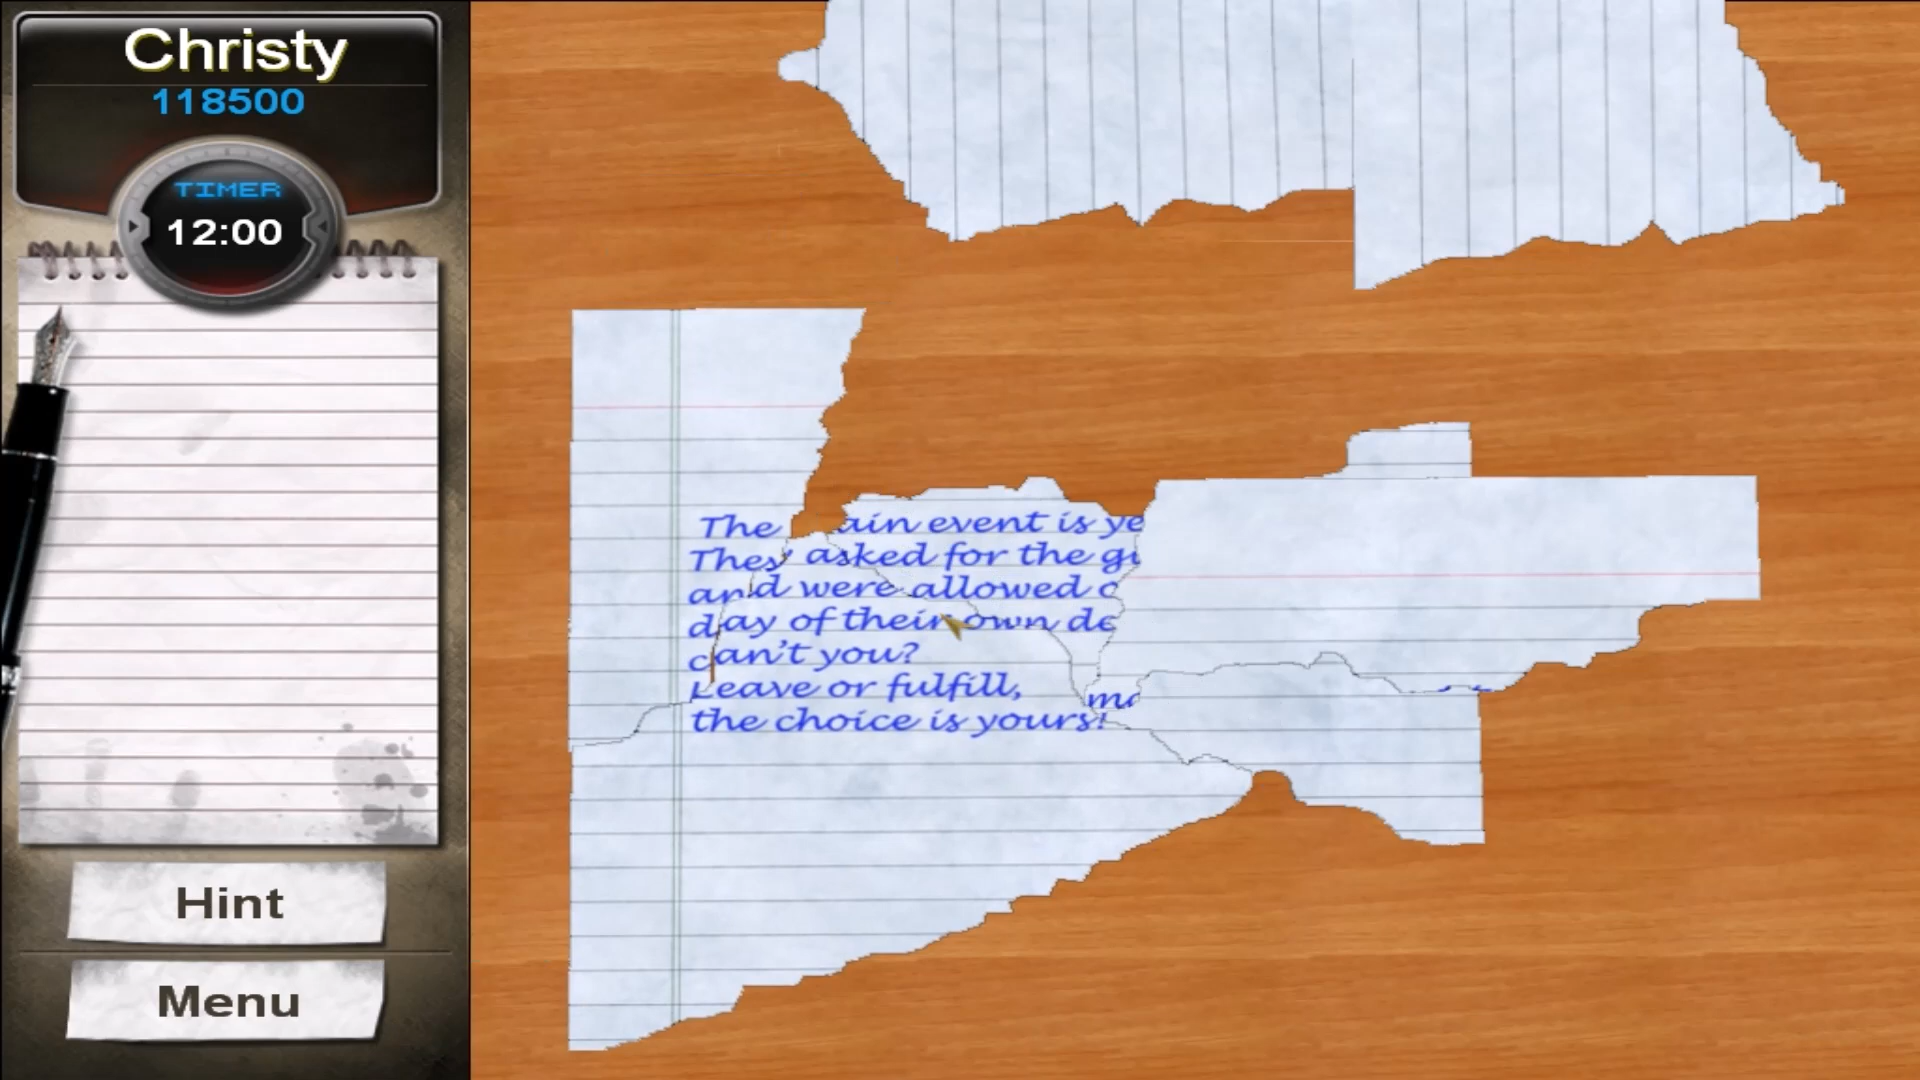 Christy
118500
TIMER
12:00
The ain event is ye
They asked for the gi
and were allowed c
day of their own de
can't you?
Leave or fulfill,
the choice is yours!
Hint
Menu